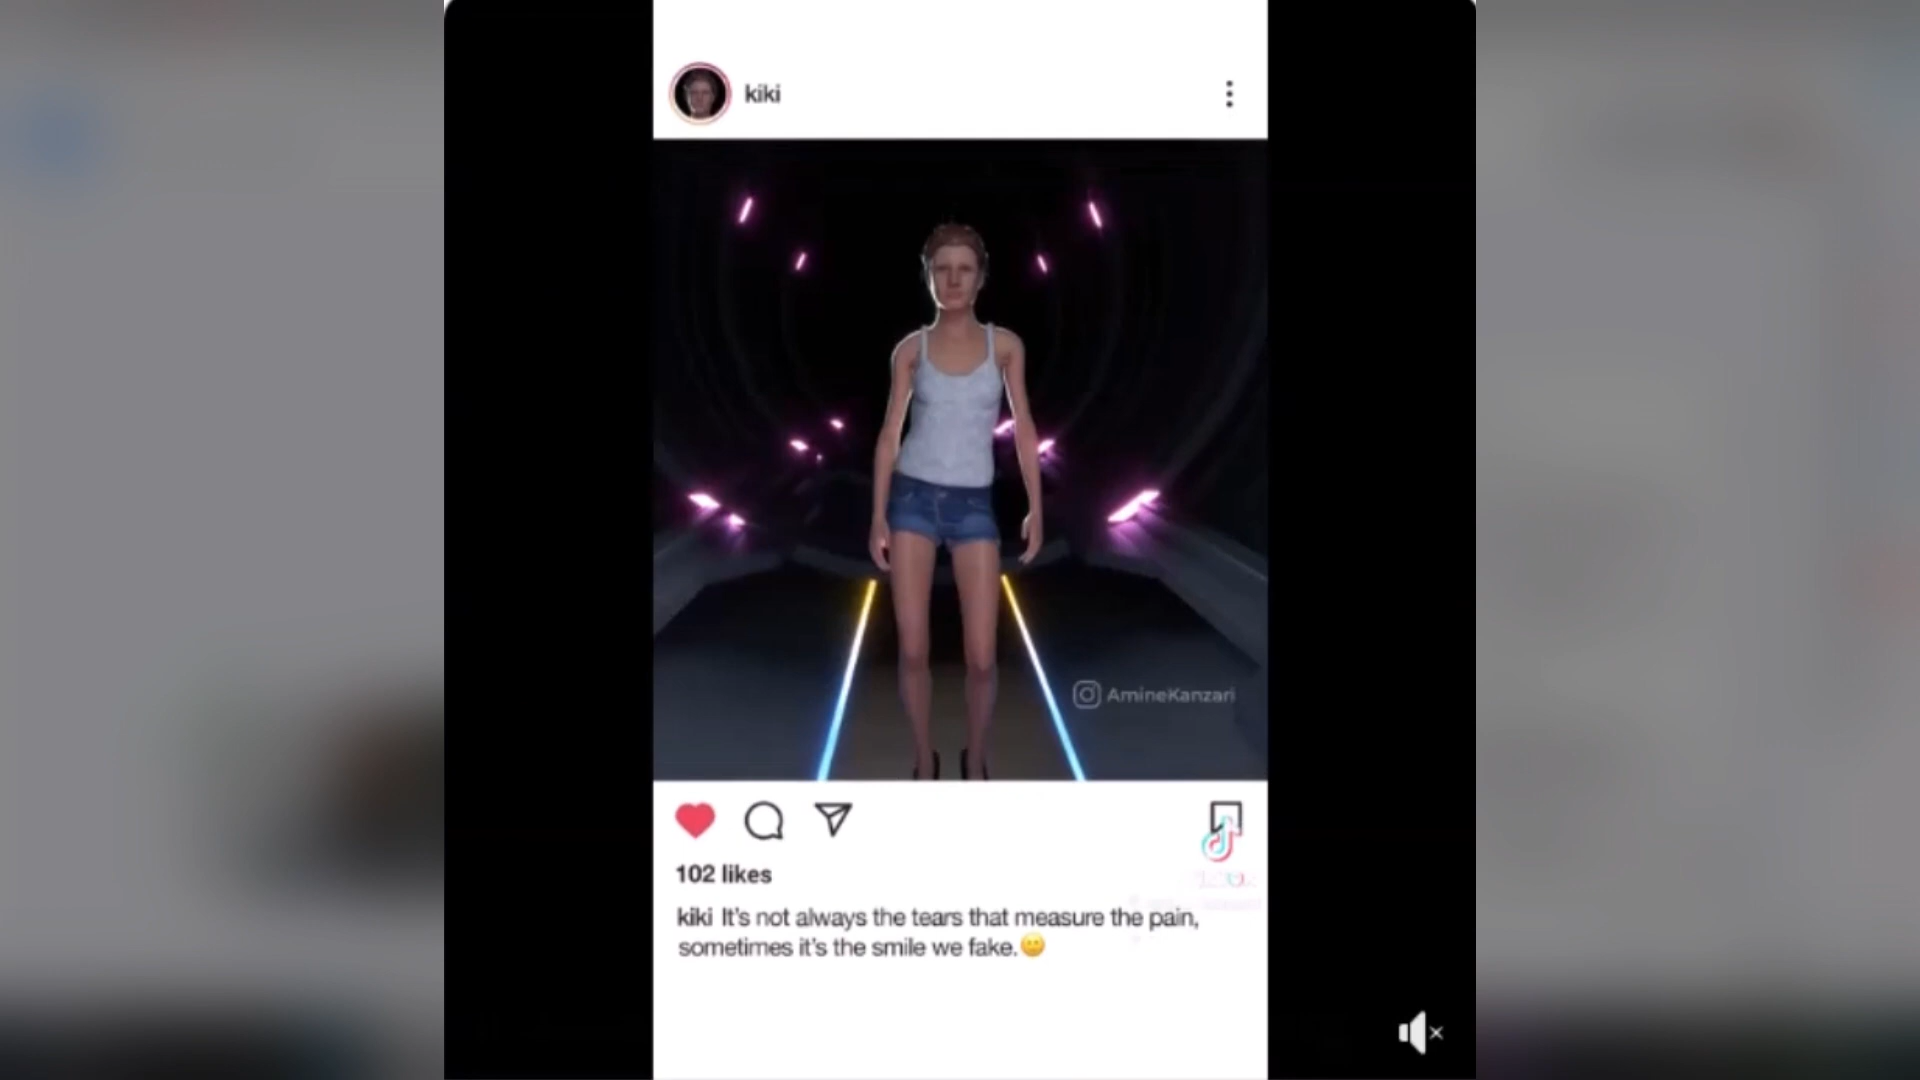 kiki
AmineKanzari
102 likes
kiki It's not always the tears that measure the pain,
sometimes it's the smile we fake.🙂